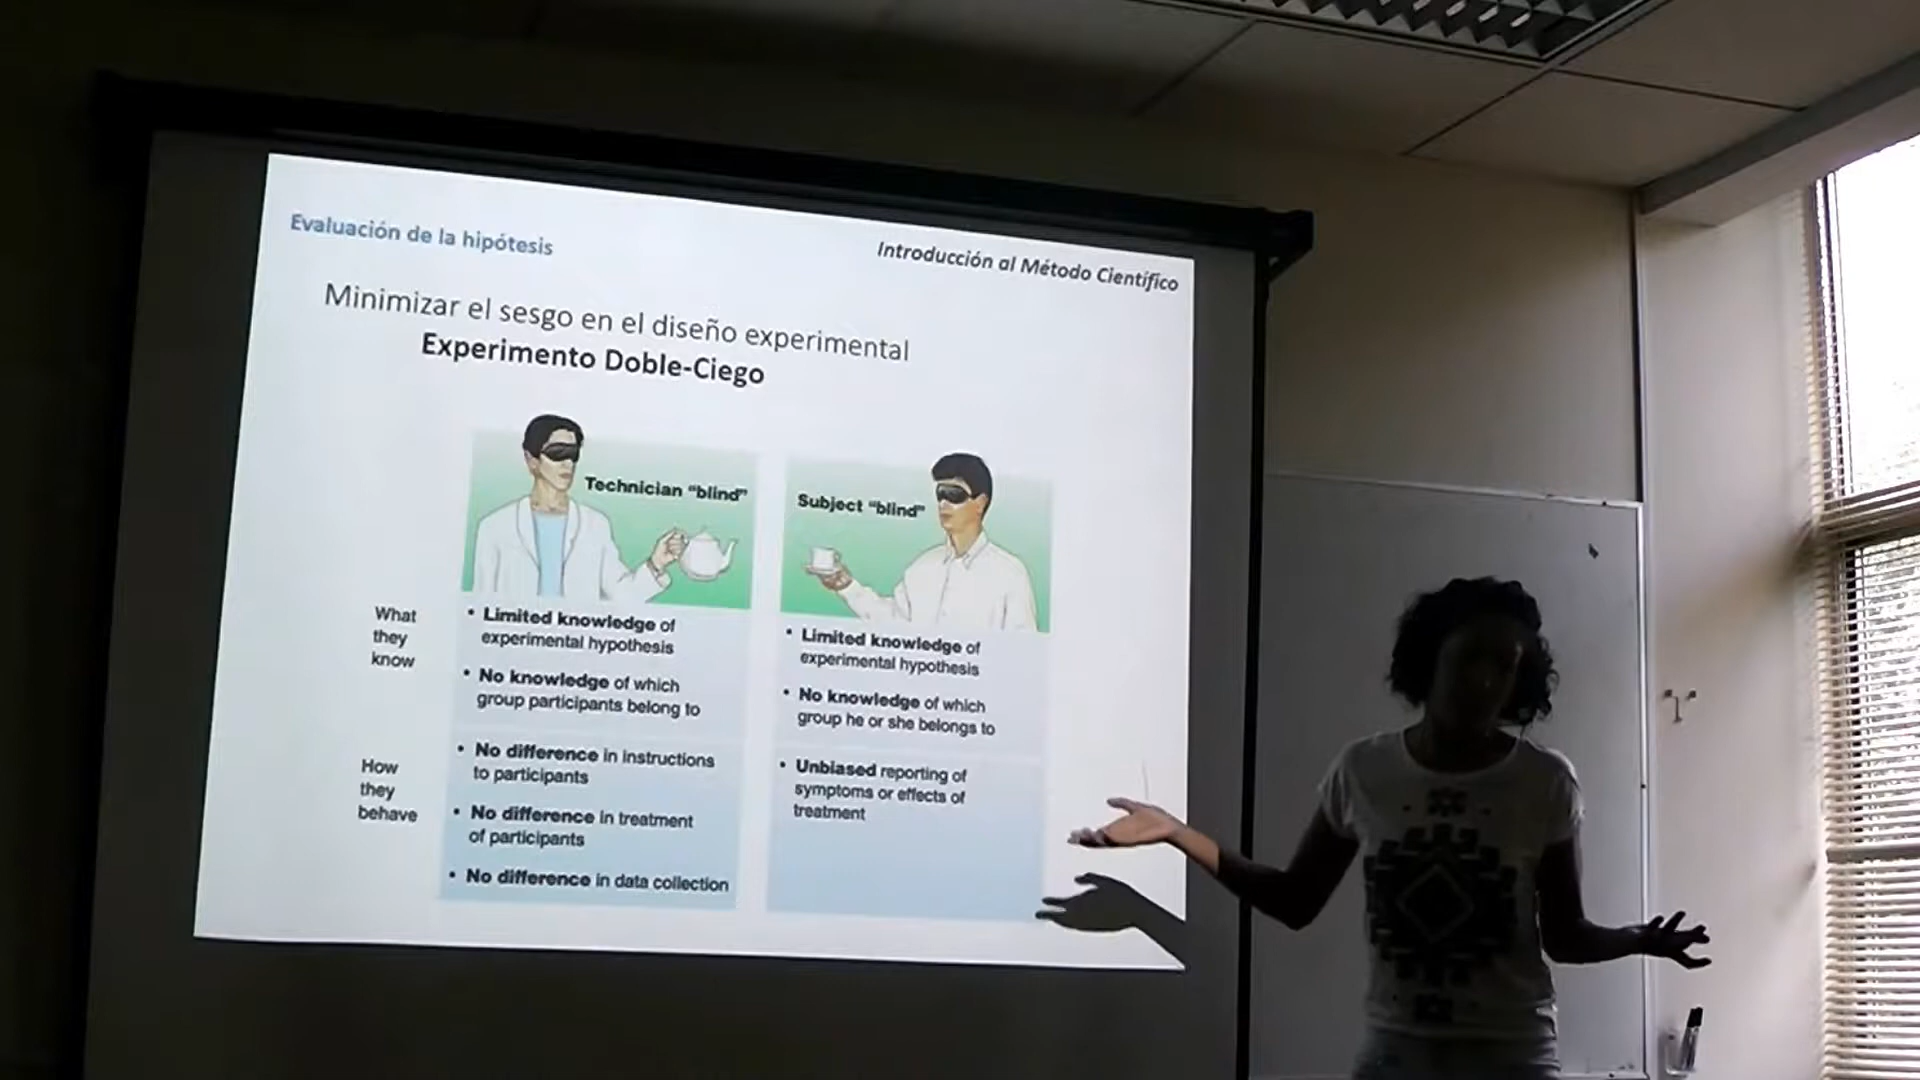 Evaluación de la hipótesis
Introducción al Método Científico
Minimizar el sesgo en el diseño experimental
Experimento Doble-Ciego
Technician “blind”
Subject “blind”
What
they
know
• Limited knowledge of
experimental hypothesis
• No knowledge of which
group participants belong to
• Limited knowledge of
experimental hypothesis
• No knowledge of which
group he or she belongs to
How
they
behave
• No difference in instructions
to participants
• No difference in treatment
of participants
• No difference in data collection
• Unbiased reporting of
symptoms or effects of
treatment